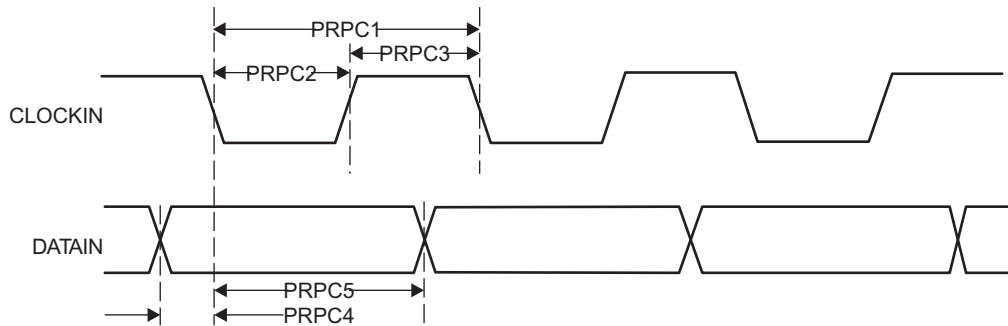 PRPC1
PRPC2
PRPC3
CLOCKIN
DATAIN
PRPC5
PRPC4